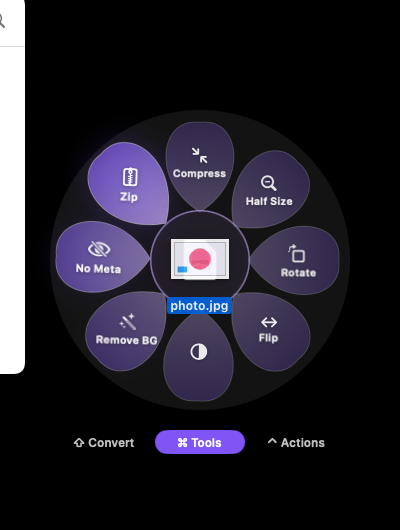 Compress
Zip
Half Size
No Meta
Rotate
photo.jpg
Remove BG
Flip
⇧ Convert
⌘ Tools
⌃ Actions